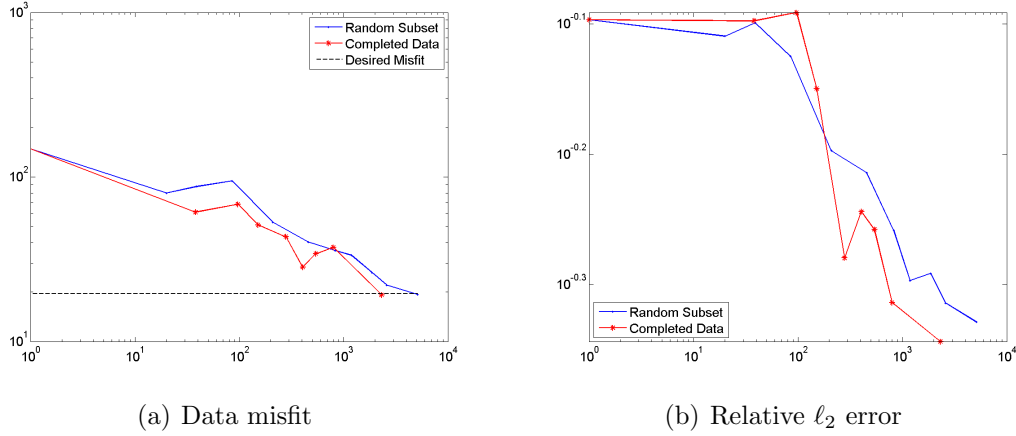 10^3
10^2
10^1
10^0
10^1
10^2
10^3
10^4
Random Subset
Completed Data
Desired Misfit
(a) Data misfit
10^-0.1
10^-0.2
10^-0.3
10^0
10^1
10^2
10^3
10^4
Random Subset
Completed Data
(b) Relative ℓ₂ error